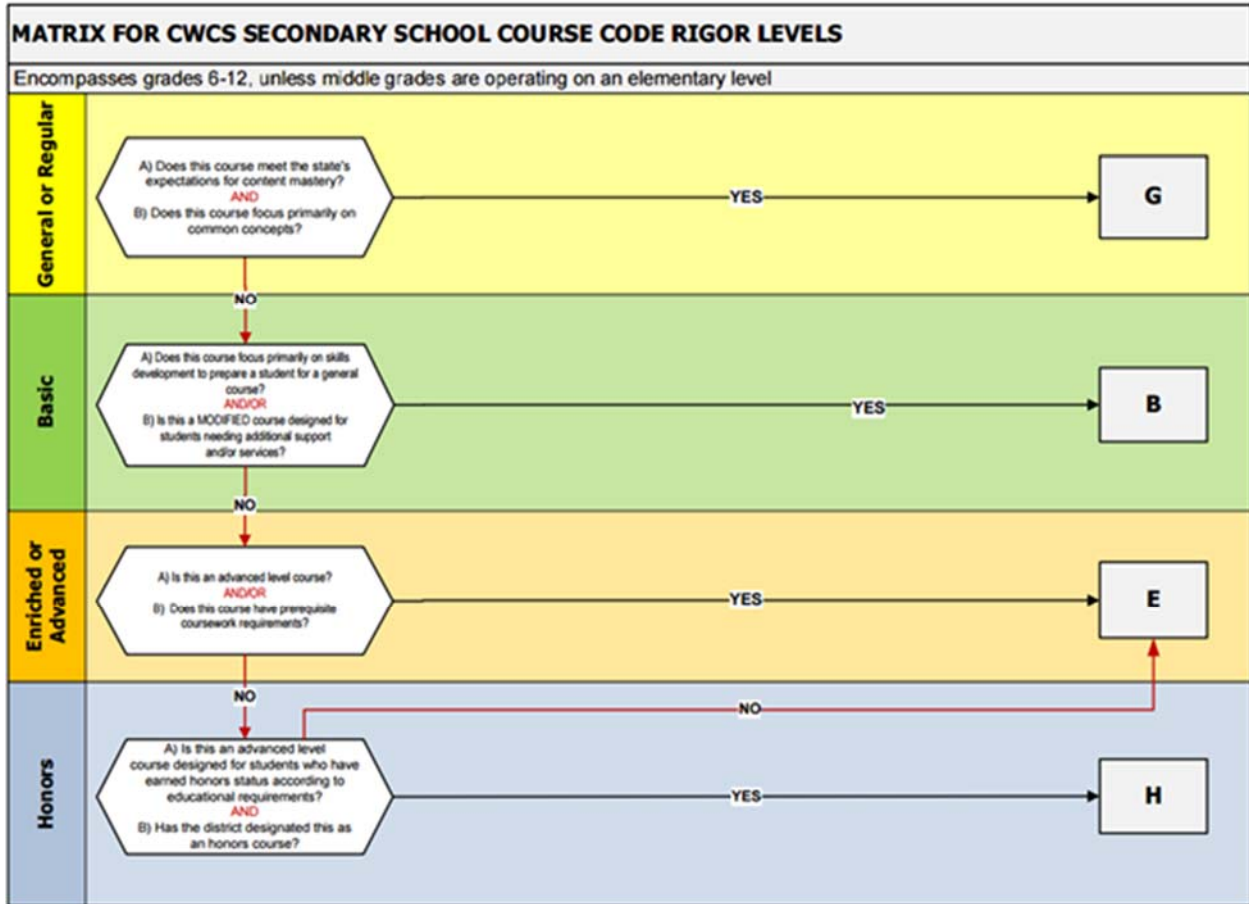 MATRIX FOR CWCS SECONDARY SCHOOL COURSE CODE RIGOR LEVELS
Encompasses grades 6-12, unless middle grades are operating on an elementary level
General or Regular
A) Does this course meet the state's
expectations for content mastery?
AND
B) Does this course focus primarily on
common concepts?
YES
G
NO
Basic
A) Does this course focus primarily on skills
development to prepare a student for a general
course?
AND/OR
B) Is this a MODIFIED course designed for
students needing additional support
and/or services?
YES
B
NO
Enriched or
Advanced
A) Is this an advanced level course?
AND/OR
B) Does this course have prerequisite
coursework requirements?
YES
E
NO
NO
Honors
A) Is this an advanced level
course designed for students who have
earned honors status according to
educational requirements?
AND
B) Has the district designated this as
an honors course?
YES
H